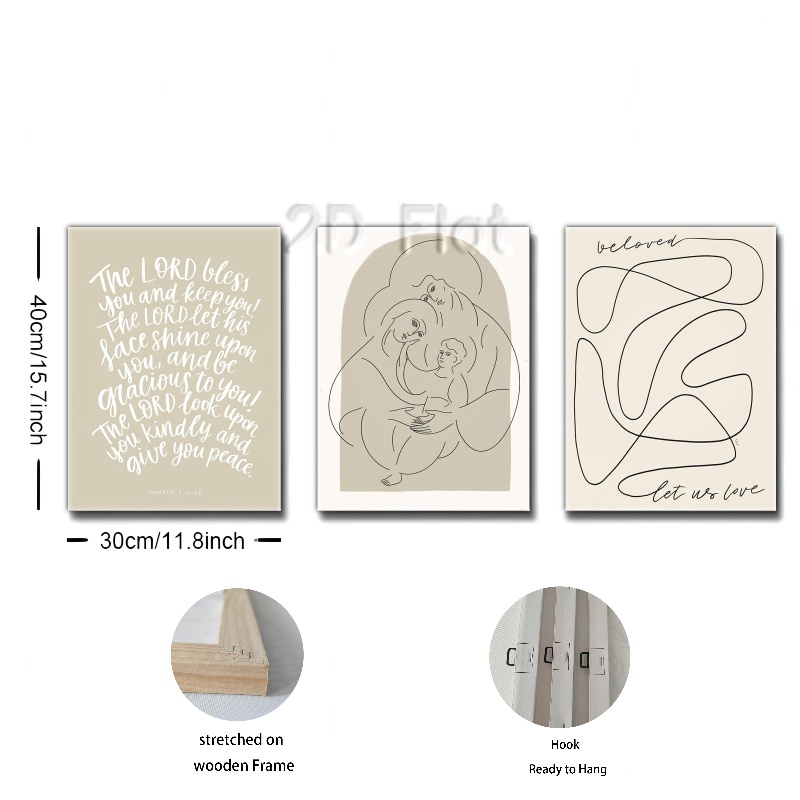 2D Flat
The LORD bless
you and keep you!
The LORD let his
face shine upon
you, and be
gracious to you!
The LORD look upon
you kindly and
give you peace.
beloved
let us love
40cm/15.7inch
30cm/11.8inch
stretched on
wooden Frame
Hook
Ready to Hang